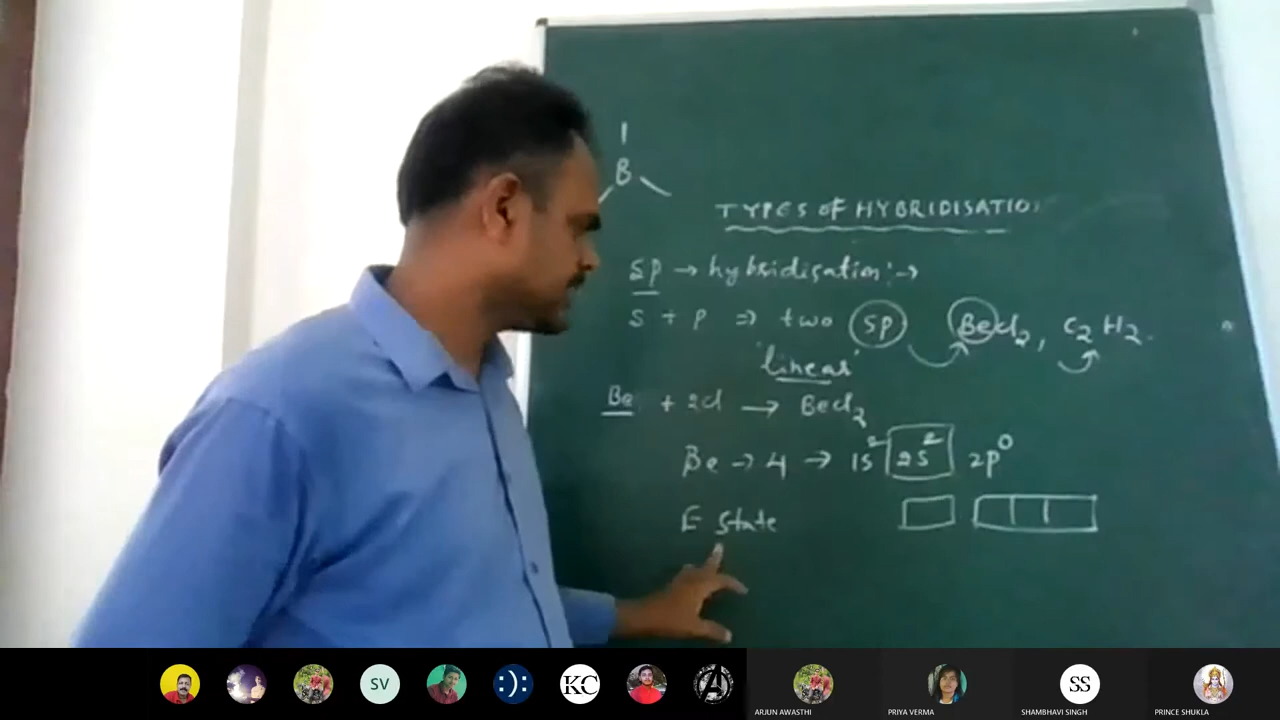 B
TYPES OF HYBRIDISATION
SP → hybridisation:→
S + P ⇒ two SP BeCl2, C2H2.
'linear'
Be + 2Cl → BeCl2
Be → 4 → 1S² 2S² 2P⁰
E state
SV
KC
A
SS
ARJUN AWASTHI
PRIYA VERMA
SHAMBHAVI SINGH
PRINCE SHUKLA